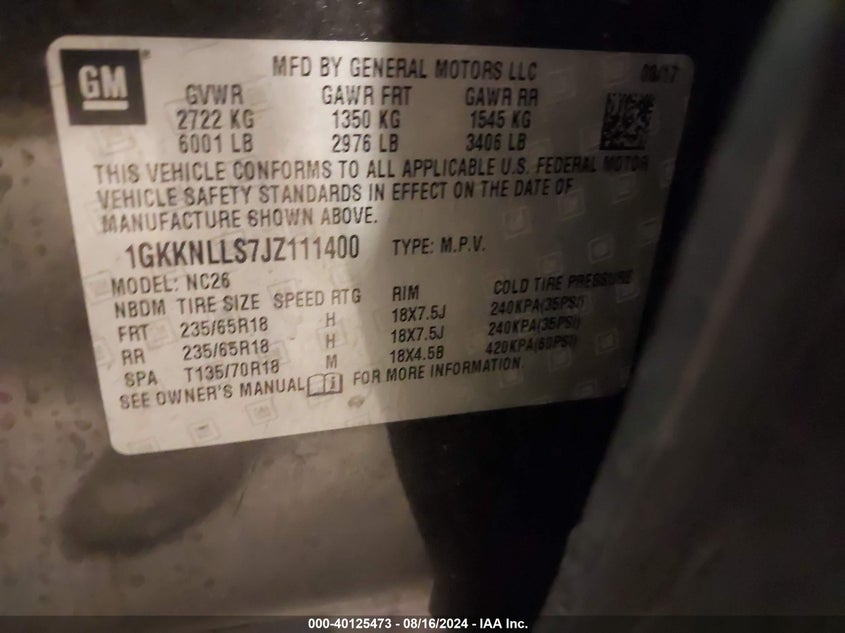 GM
MFD BY GENERAL MOTORS LLC
GVWR GAWR FRT GAWR RR
2722 KG 1350 KG 1545 KG
6001 LB 2976 LB 3406 LB
THIS VEHICLE CONFORMS TO ALL APPLICABLE U.S. FEDERAL MOTOR
VEHICLE SAFETY STANDARDS IN EFFECT ON THE DATE OF
MANUFACTURE SHOWN ABOVE.
1GKKNLLS7JZ111400 TYPE: M.P.V.
MODEL: NC26
NBDM TIRE SIZE SPEED RTG RIM COLD TIRE PRESSURE
FRT 235/65R18 H 18X7.5J 240KPA(35PSI)
RR 235/65R18 H 18X7.5J 240KPA(35PSI)
SPA T135/70R18 M 18X4.5B 420KPA(60PSI)
SEE OWNER'S MANUAL FOR MORE INFORMATION.
000-40125473 - 08/16/2024 - IAA Inc.